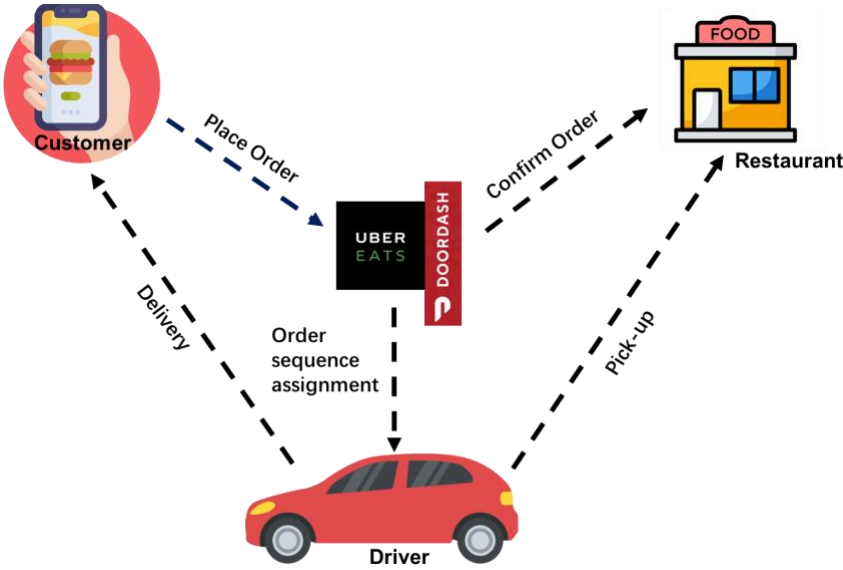 FOOD
Customer
Restaurant
Place Order
Confirm Order
UBER
EATS
DOORDASH
Delivery
Order
sequence
assignment
Pick-up
Driver